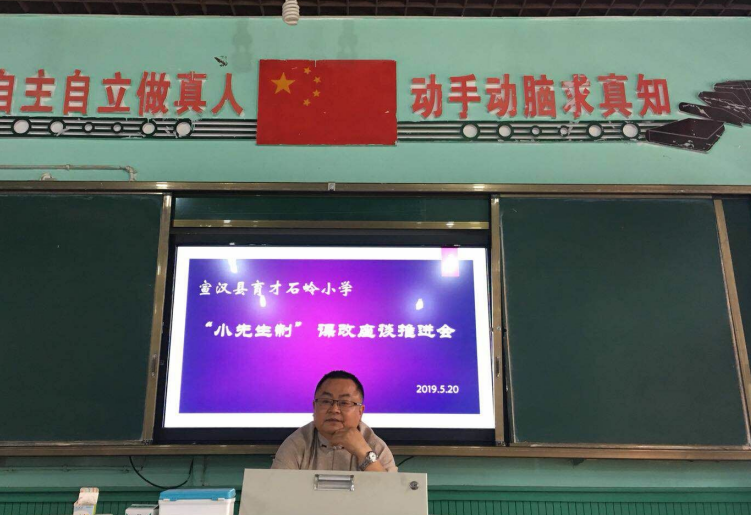 自主自立做真人 动手动脑求真知
宣汉县育才石岭小学
“小先生制” 课改座谈推进会
2019.5.20